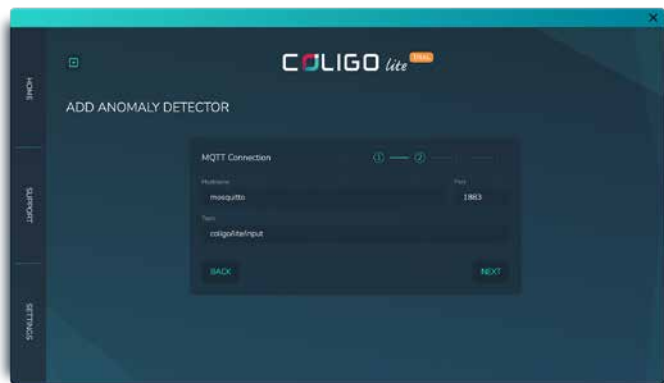 COLIGO lite TRIAL
HOME
SUPPORT
SETTINGS
ADD ANOMALY DETECTOR
MQTT Connection
1 2
Hostname Port
mosquitto 1883
Topic
coligo/lite/input
BACK NEXT